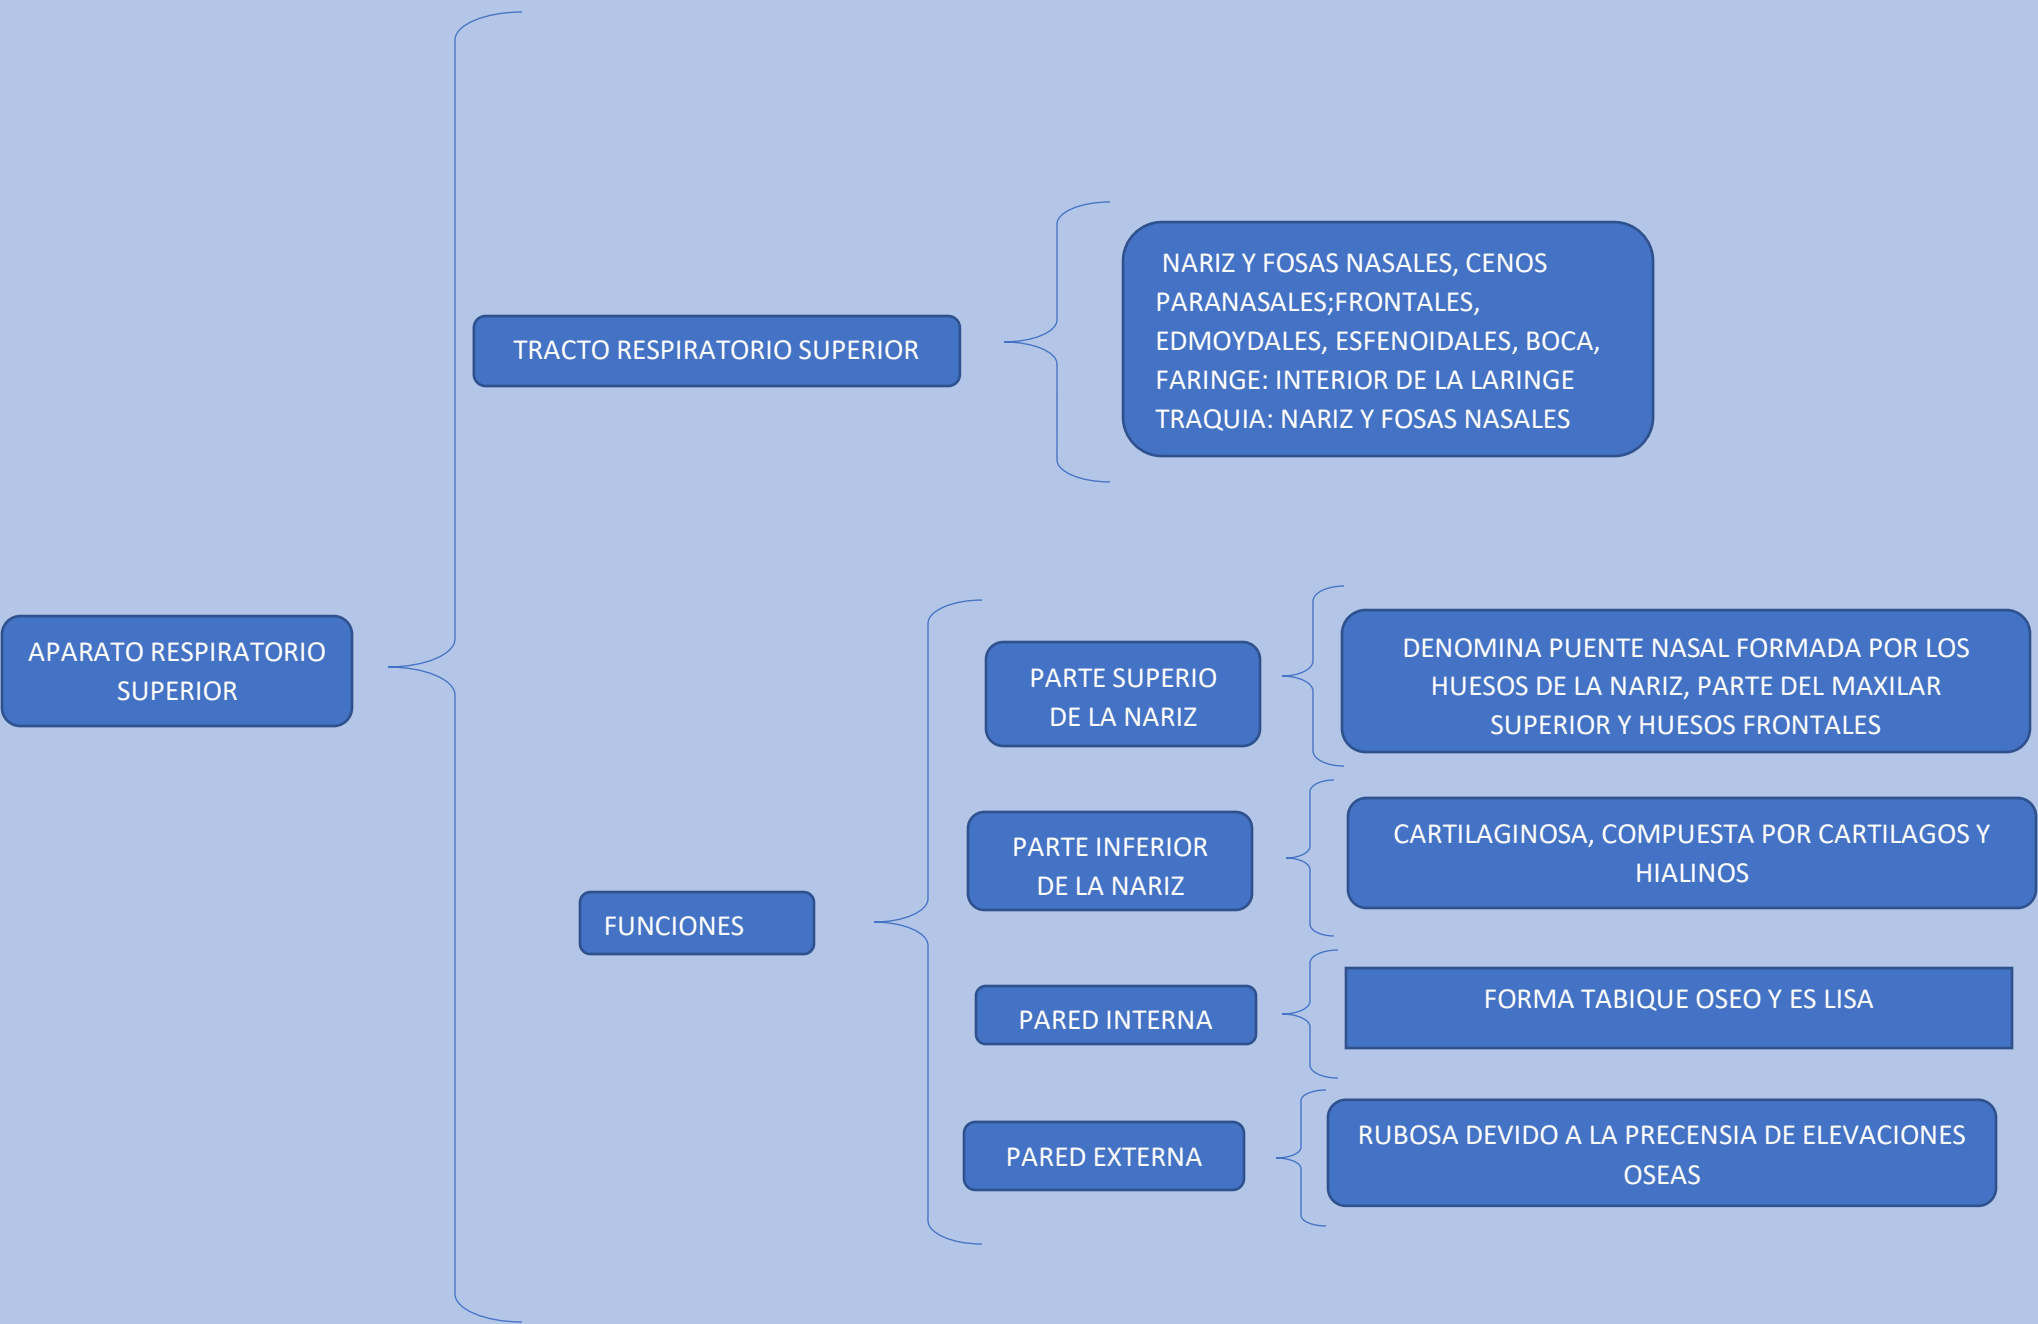 APARATO RESPIRATORIO
SUPERIOR
TRACTO RESPIRATORIO SUPERIOR
NARIZ Y FOSAS NASALES, CENOS
PARANASALES;FRONTALES,
EDMOYDALES, ESFENOIDALES, BOCA,
FARINGE: INTERIOR DE LA LARINGE
TRAQUIA: NARIZ Y FOSAS NASALES
FUNCIONES
PARTE SUPERIO
DE LA NARIZ
DENOMINA PUENTE NASAL FORMADA POR LOS
HUESOS DE LA NARIZ, PARTE DEL MAXILAR
SUPERIOR Y HUESOS FRONTALES
PARTE INFERIOR
DE LA NARIZ
CARTILAGINOSA, COMPUESTA POR CARTILAGOS Y
HIALINOS
PARED INTERNA
FORMA TABIQUE OSEO Y ES LISA
PARED EXTERNA
RUBOSA DEVIDO A LA PRECENSIA DE ELEVACIONES
OSEAS